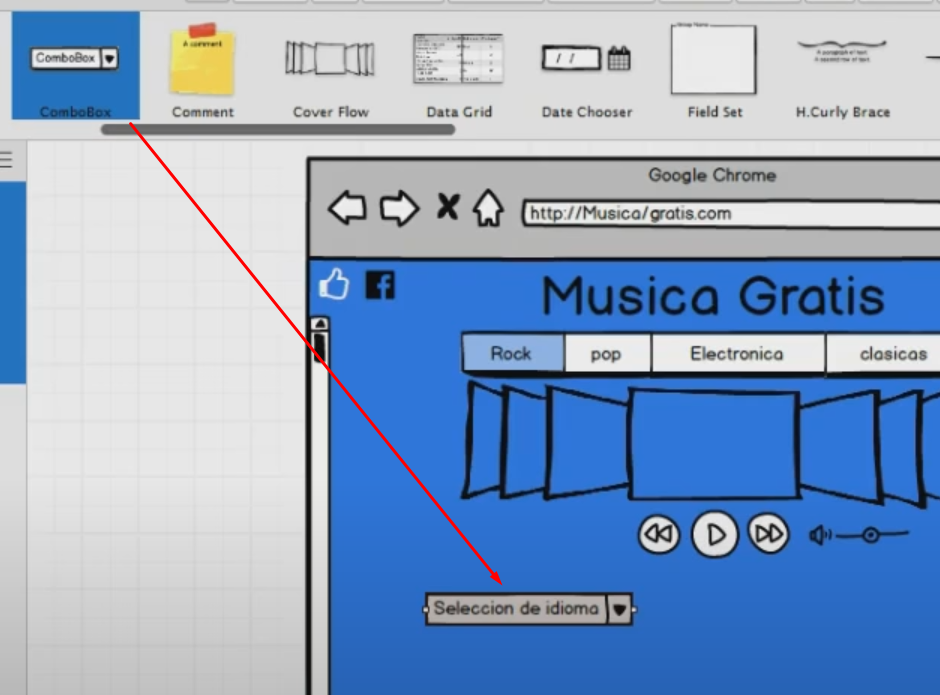 ComboBox
A comment
ComboBox
Comment
Cover Flow
Data Grid
Date Chooser
Field Set
H.Curly Brace
Google Chrome
http://Musica/gratis.com
Musica Gratis
Rock
pop
Electronica
clasicas
Seleccion de idioma